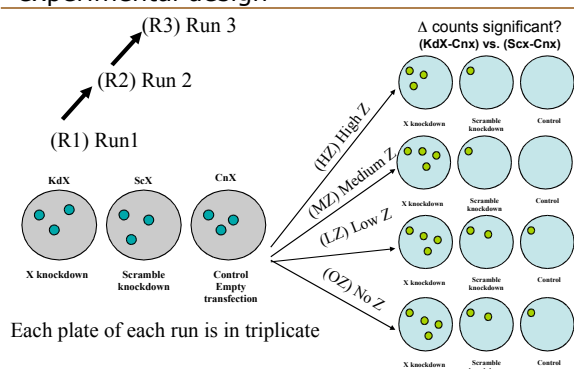 experimental design
(R3) Run 3
(R2) Run 2
(R1) Run1
Δ counts significant?
(KdX-Cnx) vs. (Scx-Cnx)
KdX
ScX
CnX
X knockdown
Scramble
knockdown
Control
Empty
transfection
Each plate of each run is in triplicate
(HZ) High Z
(MZ) Medium Z
(LZ) Low Z
(OZ) No Z
X knockdown
Scramble
knockdown
Control
X knockdown
Scramble
knockdown
Control
X knockdown
Scramble
knockdown
Control
X knockdown
Scramble
knockdown
Control